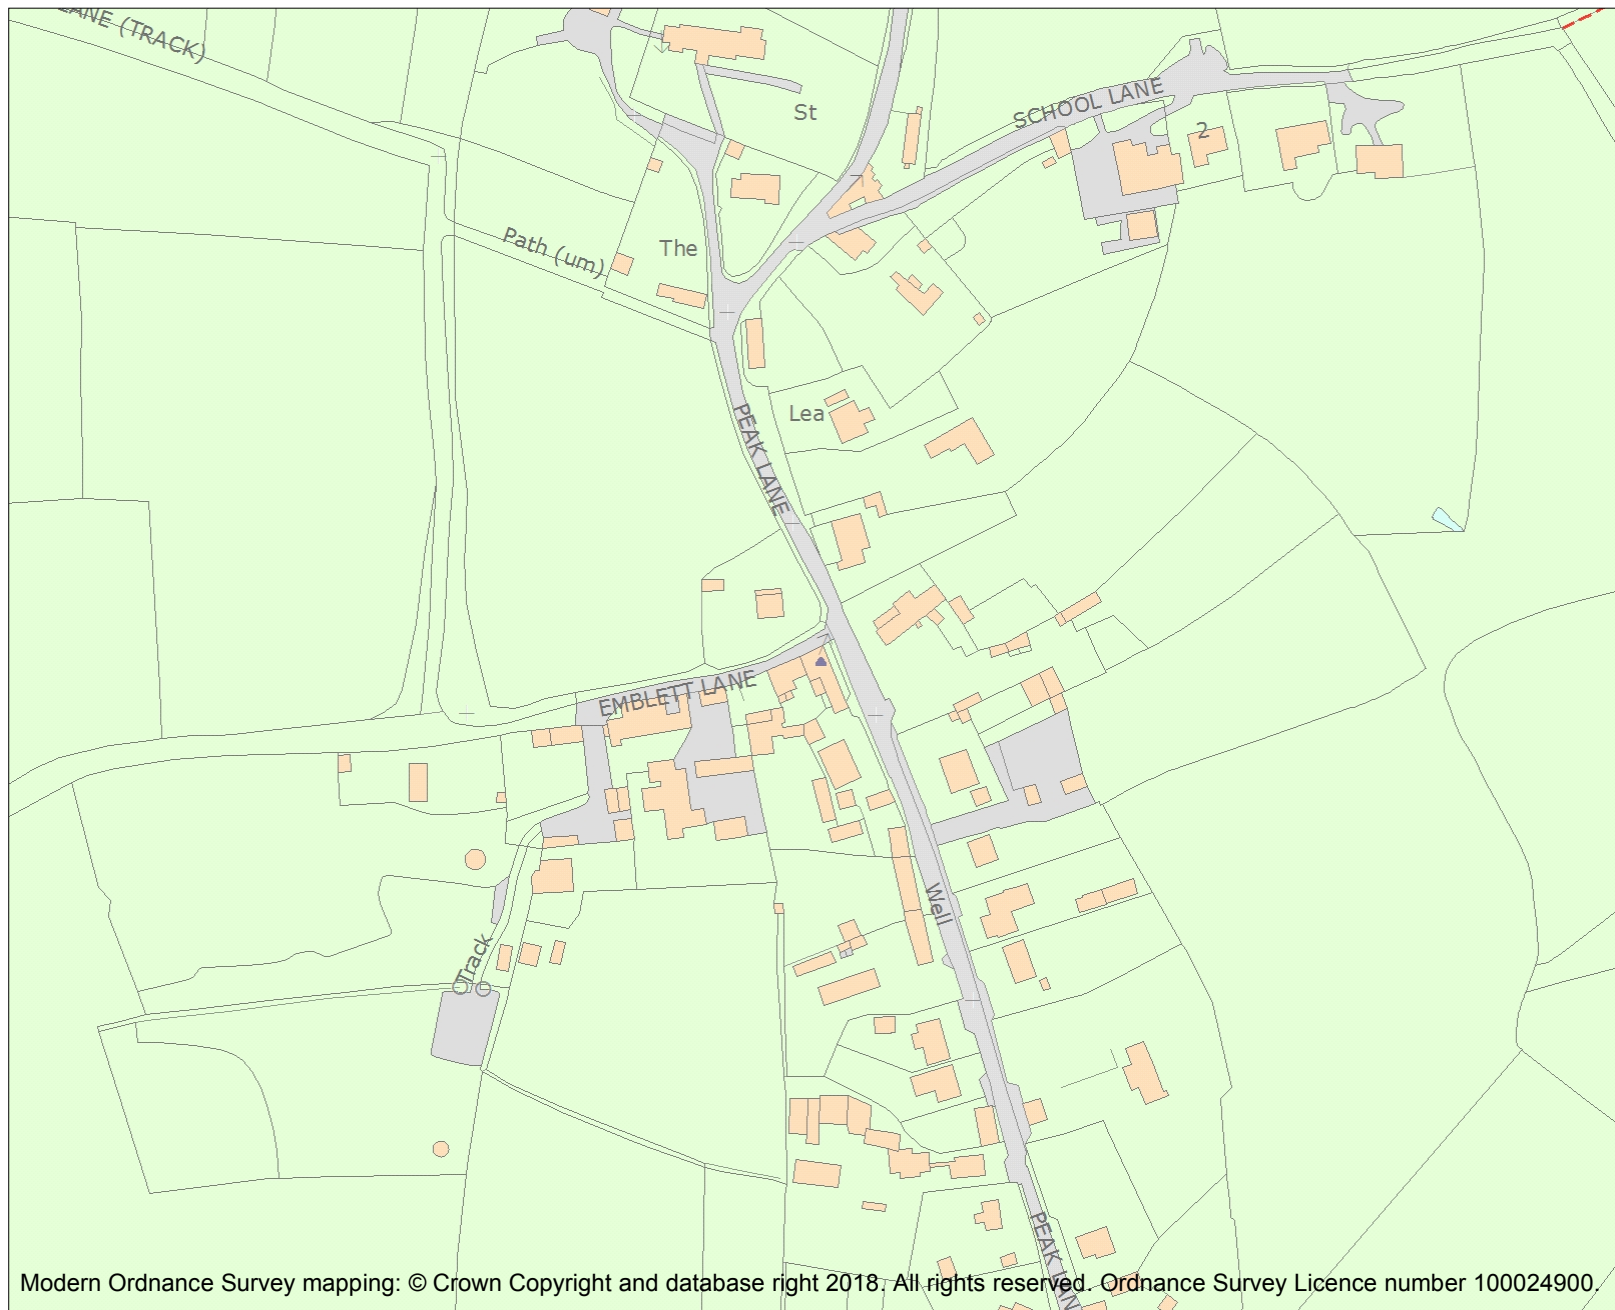 LANE (TRACK)
St
SCHOOL LANE
2
Path (um)
The
PEAK LANE
Lea
EMBLETT LANE
Well
Track
PEAK LAN
Modern Ordnance Survey mapping: © Crown Copyright and database right 2018. All rights reserved. Ordnance Survey Licence number 100024900.